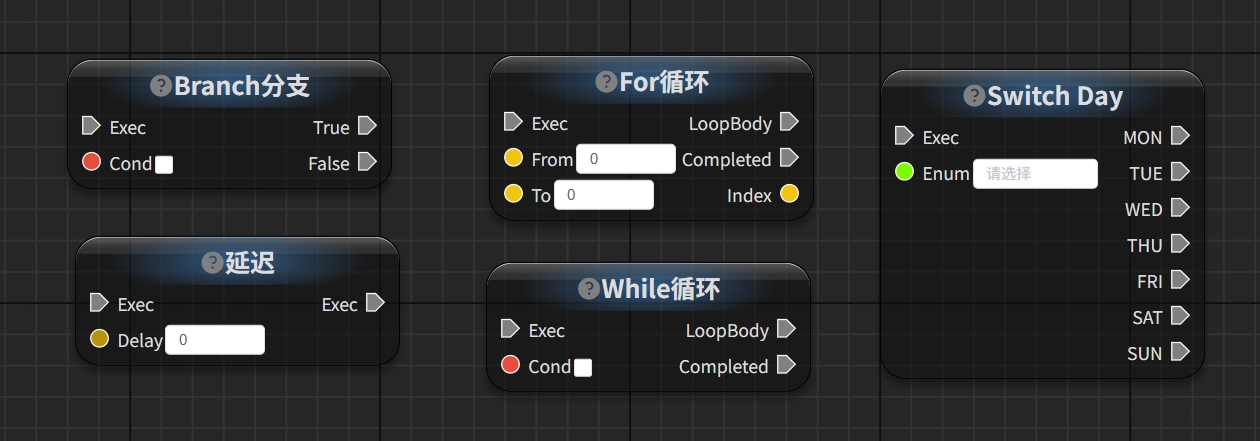 Branch分支
Exec True
Cond False
延迟
Exec Exec
Delay 0
For循环
Exec LoopBody
From 0 Completed
To 0 Index
While循环
Exec LoopBody
Cond Completed
Switch Day
Exec MON
Enum 请选择 TUE
WED
THU
FRI
SAT
SUN